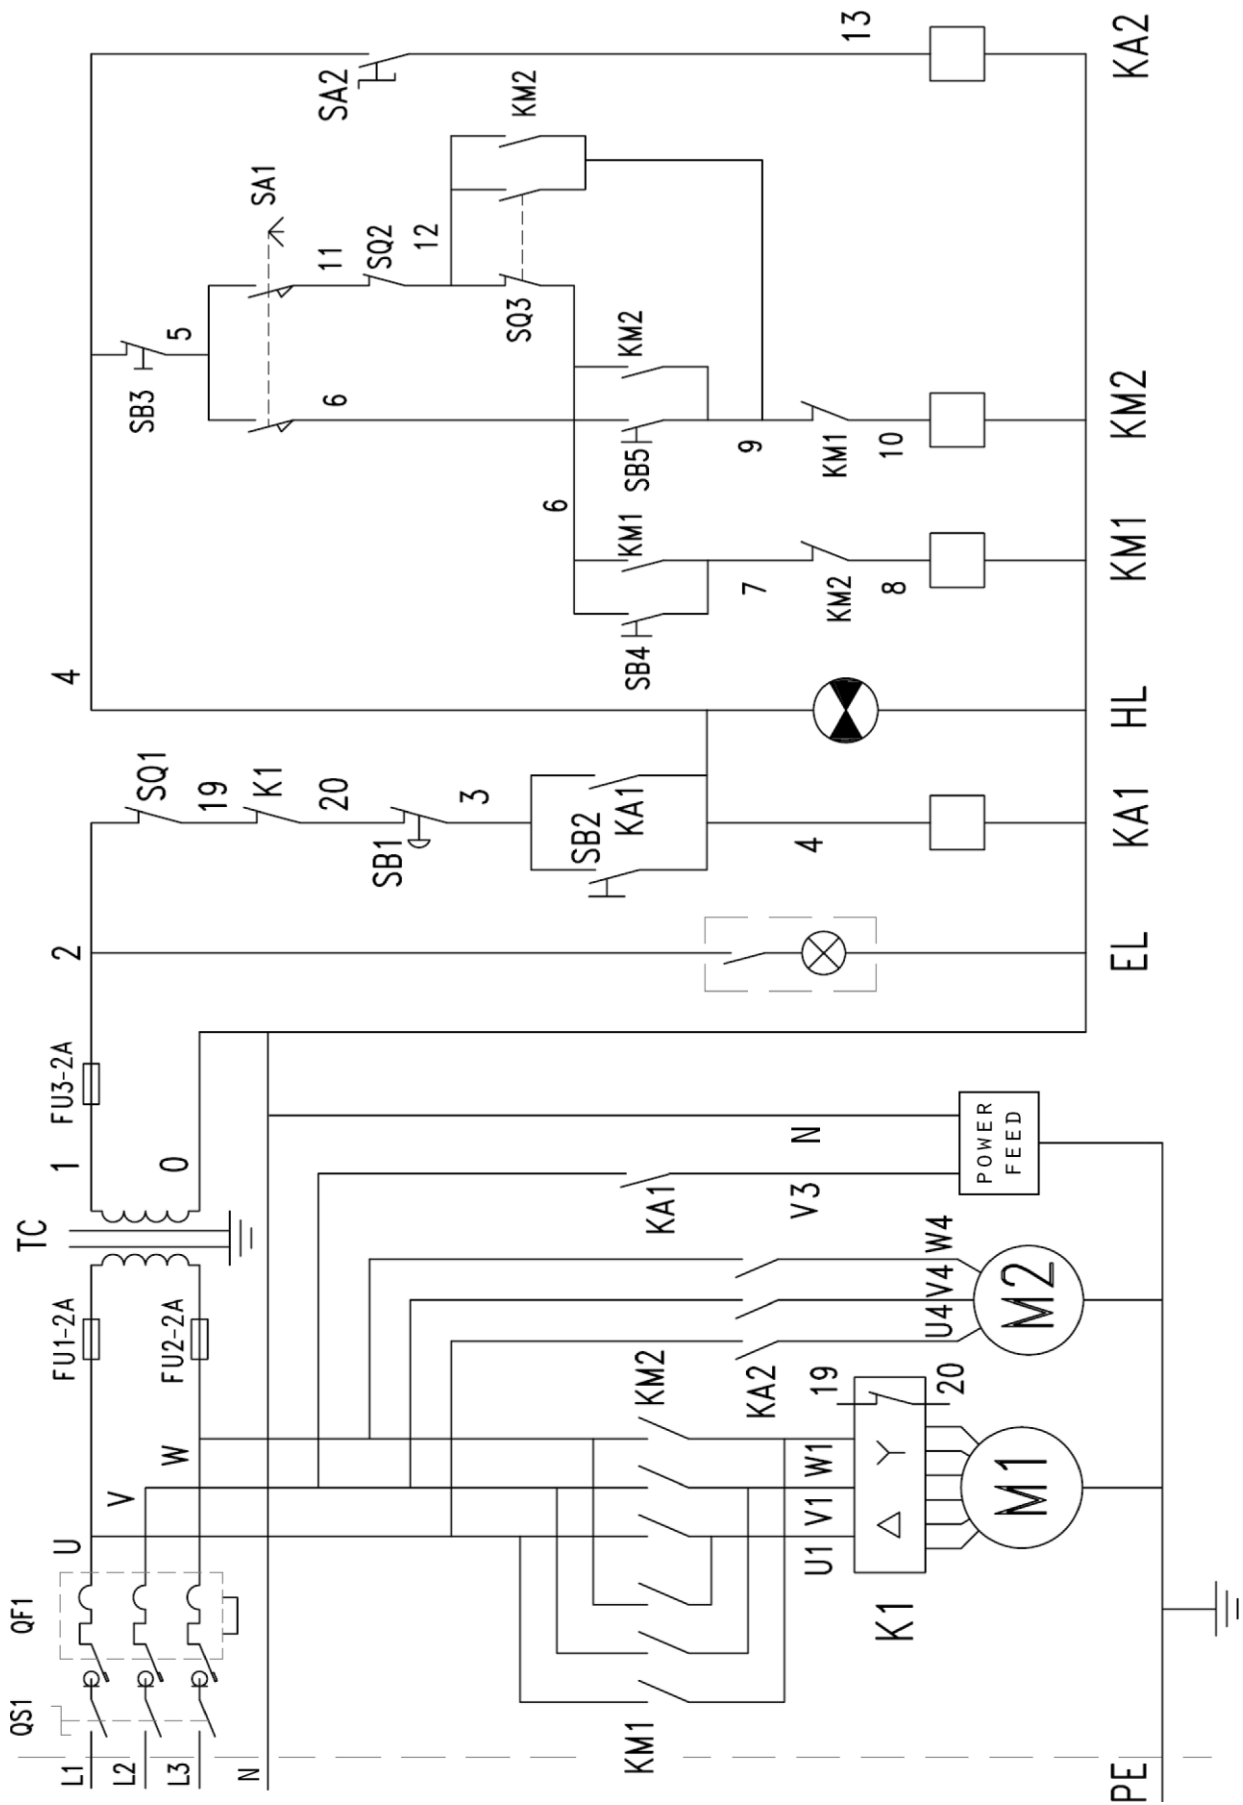 L1
L2
L3
N
PE
QS1
QF1
U
V
W
FU1-2A
FU2-2A
TC
1
0
FU3-2A
2
4
KM1
KM2
KA2
KA1
U1
V1
W1
19
20
K1
△
Y
M1
U4
V4
W4
M2
V3
N
POWER
FEED
EL
SQ1
19
K1
20
SB1
3
SB2
KA1
4
KA1
HL
SB3
5
SA1
6
11
SQ2
12
SQ3
KM2
6
SB4
KM1
7
KM2
8
KM1
SB5
KM2
9
KM1
10
KM2
SA2
13
KA2